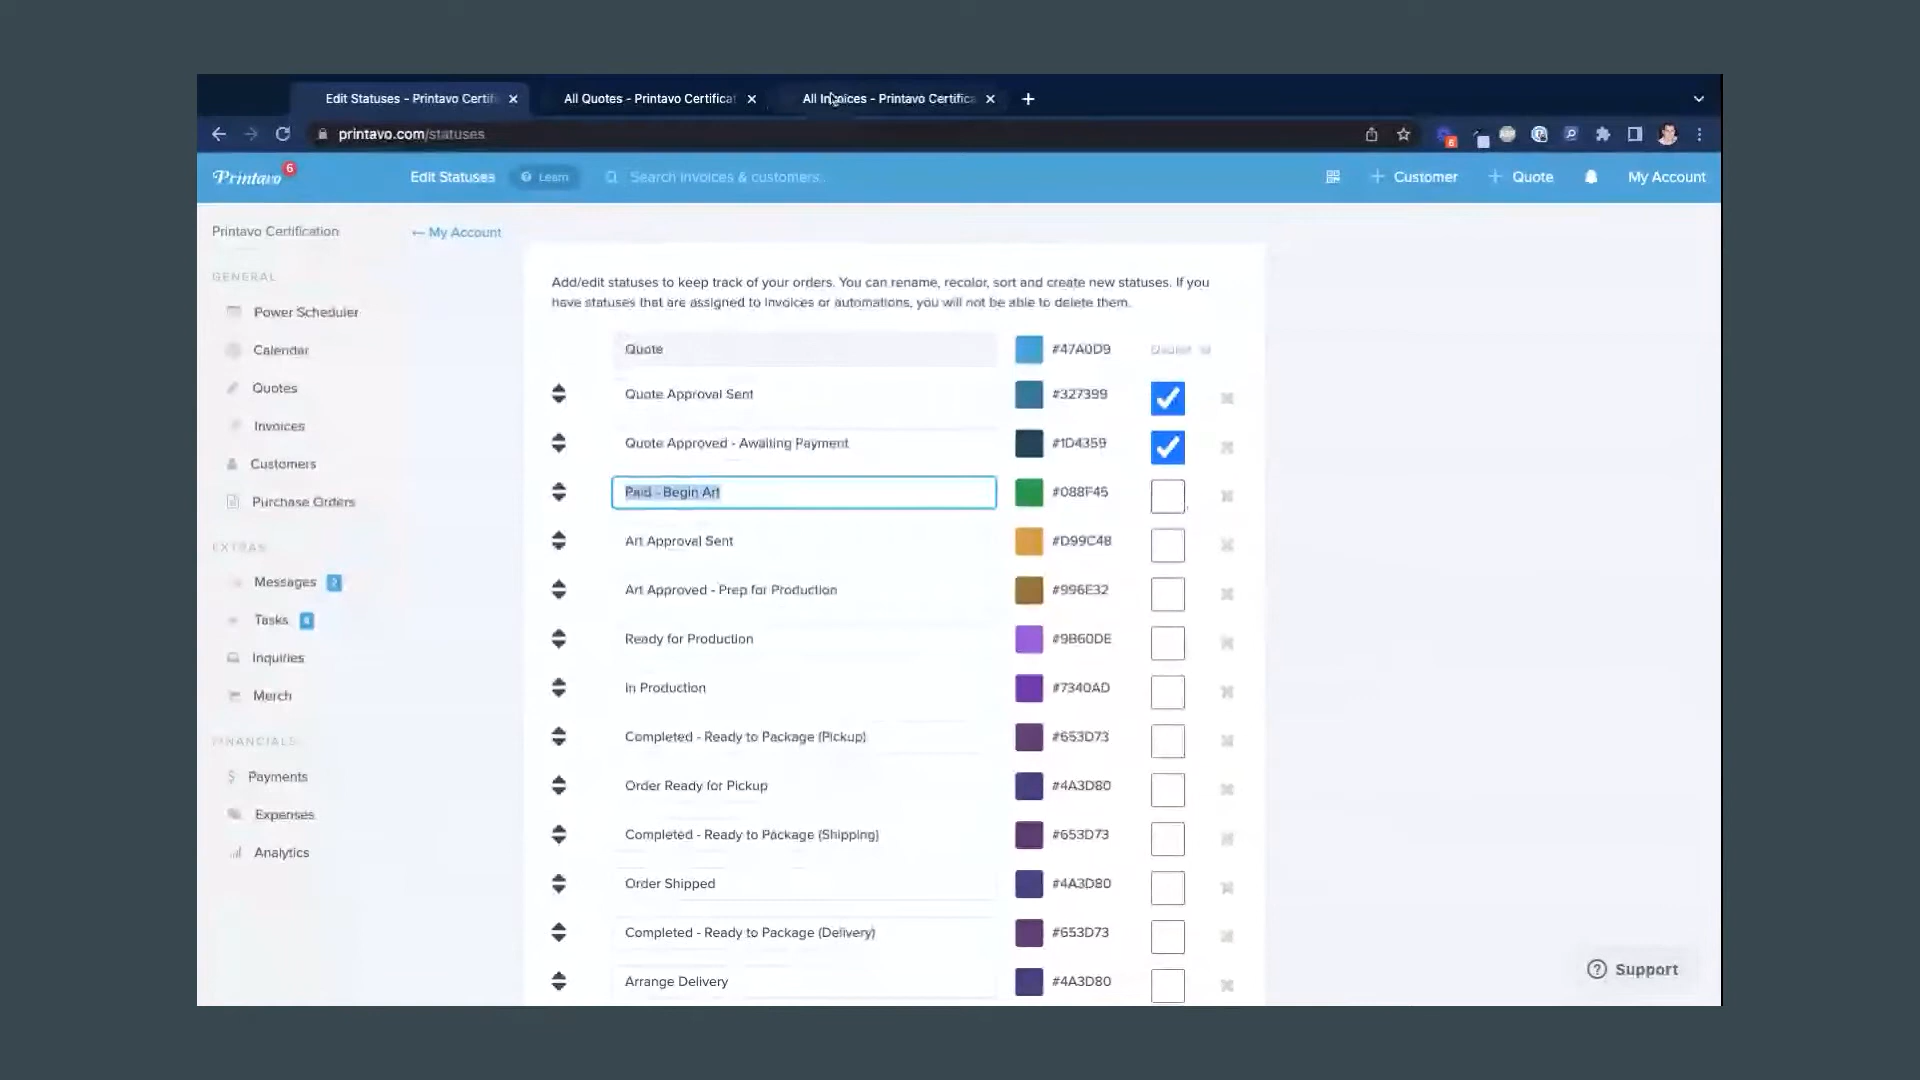 Edit Statuses - Printavo Certifi
All Quotes - Printavo Certificat
All Invoices - Printavo Certifica
printavo.com/statuses
6
Printavo
6
Edit Statuses
Learn
Search invoices & customers..
Customer
Quote
My Account
Printavo Certification
← My Account
GENERAL
Power Scheduler
Calendar
Quotes
Invoices
Customers
Purchase Orders
EXTRAS
Messages
Tasks
Inquiries
Merch
FINANCIALS
Payments
Expenses
Analytics
Add/edit statuses to keep track of your orders. You can rename, recolor, sort and create new statuses. If you
have statuses that are assigned to invoices or automations, you will not be able to delete them.
Quote #47A0D9
Quote Approval Sent #327399
Quote Approved - Awaiting Payment #1D4359
Paid - Begin Art #088F45
Art Approval Sent #D99C48
Art Approved - Prep for Production #996E32
Ready for Production #9B60DE
In Production #7340AD
Completed - Ready to Package (Pickup) #653D73
Order Ready for Pickup #4A3D80
Completed - Ready to Package (Shipping) #653D73
Order Shipped #4A3D80
Completed - Ready to Package (Delivery) #653D73
Arrange Delivery #4A3D80
Support